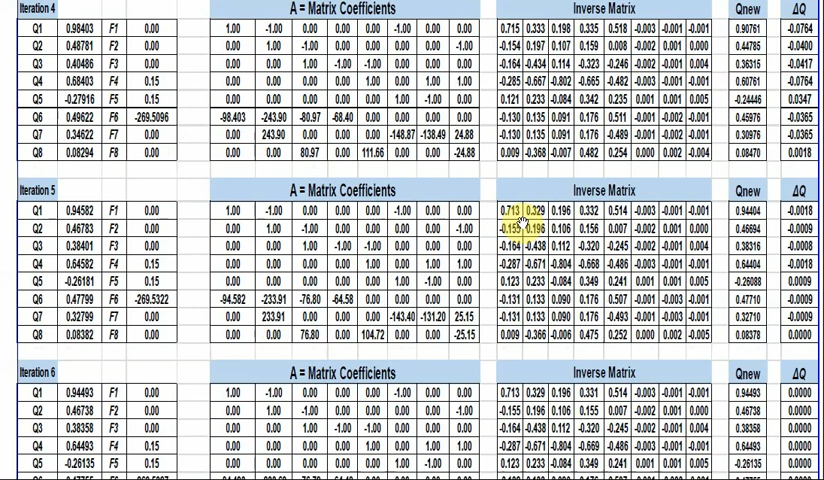 Iteration 4 A = Matrix Coefficients Inverse Matrix Qnew ΔQ
Q1 0.98403 F1 0.00 1.00 -1.00 0.00 0.00 0.00 -1.00 0.00 0.00 0.715 0.333 0.198 0.335 0.518 -0.003 -0.001 -0.001 0.90761 -0.0764
Q2 0.48781 F2 0.00 0.00 1.00 -1.00 0.00 0.00 0.00 0.00 -1.00 -0.154 0.197 0.107 0.159 0.008 -0.002 0.001 0.000 0.44785 -0.0400
Q3 0.40486 F3 0.00 0.00 0.00 1.00 -1.00 -1.00 0.00 0.00 0.00 -0.164 -0.434 0.114 -0.323 -0.246 -0.002 -0.001 0.004 0.36315 -0.0417
Q4 0.68403 F4 0.15 0.00 0.00 0.00 0.00 1.00 0.00 1.00 1.00 -0.285 -0.667 -0.802 -0.665 -0.482 -0.003 -0.001 -0.001 0.60761 -0.0764
Q5 -0.27916 F5 0.15 0.00 0.00 0.00 0.00 0.00 1.00 -1.00 0.00 0.121 0.233 -0.084 0.342 0.235 0.001 0.001 0.005 -0.24446 0.0347
Q6 0.49622 F6 -269.5096 -98.403 -243.90 -80.97 -68.40 0.00 0.00 0.00 0.00 -0.130 0.135 0.091 0.176 0.511 -0.002 -0.001 -0.001 0.45976 -0.0365
Q7 0.34622 F7 0.00 0.00 243.90 0.00 0.00 0.00 -148.87 -138.49 24.88 -0.130 0.135 0.091 0.176 -0.489 -0.002 -0.001 -0.001 0.30976 -0.0365
Q8 0.08294 F8 0.00 0.00 0.00 80.97 0.00 111.66 0.00 0.00 -24.88 0.009 -0.368 -0.007 0.482 0.254 0.000 0.002 -0.004 0.08470 0.0018
Iteration 5 A = Matrix Coefficients Inverse Matrix Qnew ΔQ
Q1 0.94582 F1 0.00 1.00 -1.00 0.00 0.00 0.00 -1.00 0.00 0.00 0.713 0.329 0.196 0.332 0.514 -0.003 -0.001 -0.001 0.94404 -0.0018
Q2 0.46783 F2 0.00 0.00 1.00 -1.00 0.00 0.00 0.00 0.00 -1.00 0.196 0.106 0.156 0.007 -0.002 0.001 0.000 0.46694 -0.0009
Q3 0.38401 F3 0.00 0.00 0.00 1.00 -1.00 -1.00 0.00 0.00 0.00 -0.164 -0.438 0.112 -0.320 -0.245 -0.002 -0.001 0.004 0.38316 -0.0008
Q4 0.64582 F4 0.15 0.00 0.00 0.00 0.00 1.00 0.00 1.00 1.00 -0.287 -0.671 -0.804 -0.668 -0.486 -0.003 -0.001 -0.001 0.64404 -0.0018
Q5 -0.26181 F5 0.15 0.00 0.00 0.00 0.00 0.00 1.00 -1.00 0.00 0.123 0.233 -0.084 0.349 0.241 0.001 0.001 0.005 -0.26088 0.0009
Q6 0.47799 F6 -269.5322 -94.582 -233.91 -76.80 -64.58 0.00 0.00 0.00 0.00 -0.131 0.133 0.090 0.176 0.507 -0.001 -0.001 -0.001 0.47710 -0.0009
Q7 0.32799 F7 0.00 0.00 233.91 0.00 0.00 0.00 -143.40 -131.20 25.15 -0.131 0.133 0.090 0.176 -0.493 -0.001 -0.003 -0.001 0.32710 -0.0009
Q8 0.08382 F8 0.00 0.00 0.00 76.80 0.00 104.72 0.00 0.00 -25.15 0.009 -0.366 -0.006 0.475 0.252 0.000 0.002 -0.005 0.08378 0.0000
Iteration 6 A = Matrix Coefficients Inverse Matrix Qnew ΔQ
Q1 0.94493 F1 0.00 1.00 -1.00 0.00 0.00 0.00 -1.00 0.00 0.00 0.713 0.329 0.196 0.331 0.514 -0.003 -0.001 -0.001 0.94493 0.0000
Q2 0.46738 F2 0.00 0.00 1.00 -1.00 0.00 0.00 0.00 0.00 -1.00 -0.155 0.196 0.106 0.155 0.007 -0.002 0.001 0.000 0.46738 0.0000
Q3 0.38358 F3 0.00 0.00 0.00 1.00 -1.00 -1.00 0.00 0.00 0.00 -0.164 -0.438 0.112 -0.320 -0.245 -0.002 -0.001 0.004 0.38358 0.0000
Q4 0.64493 F4 0.15 0.00 0.00 0.00 0.00 1.00 0.00 1.00 1.00 -0.287 -0.671 -0.804 -0.669 -0.486 -0.003 -0.001 -0.001 0.64493 0.0000
Q5 -0.26135 F5 0.15 0.00 0.00 0.00 0.00 0.00 1.00 -1.00 0.00 0.123 0.233 -0.084 0.349 0.241 0.001 0.001 0.005 -0.26135 0.0000